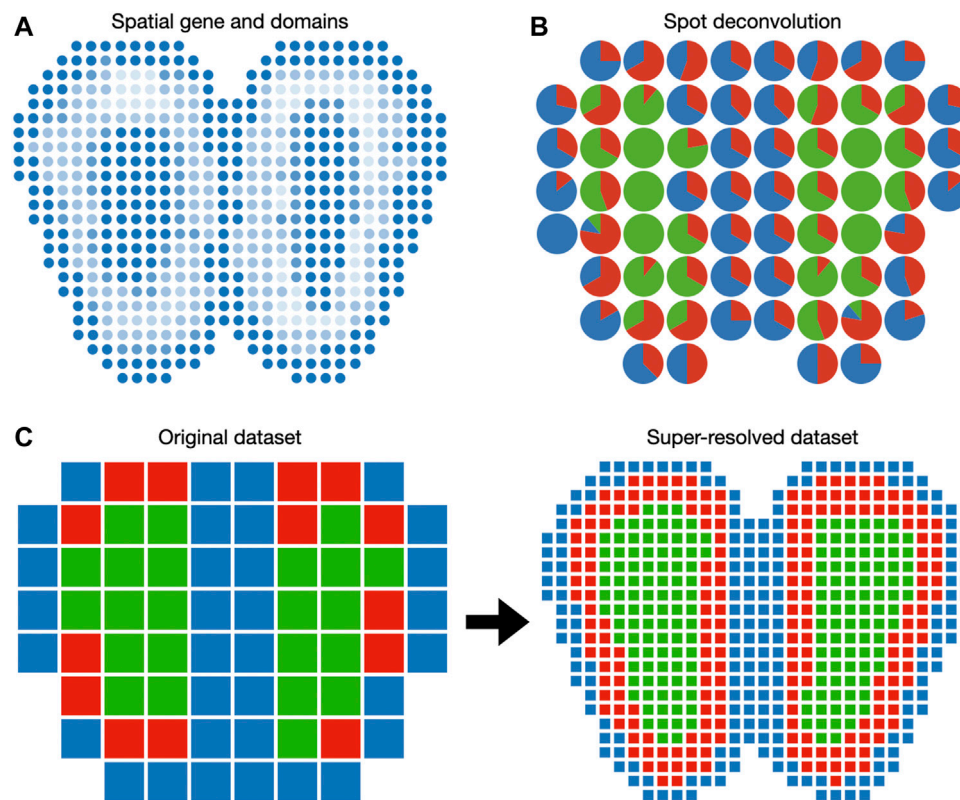 A
Spatial gene and domains
B
Spot deconvolution
C
Original dataset
Super-resolved dataset